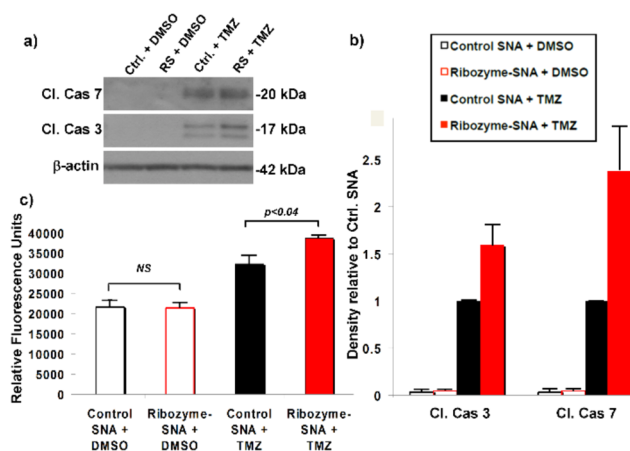 a)
Ctrl. + DMSO
RS + DMSO
Ctrl. + TMZ
RS + TMZ
Cl. Cas 7
-20 kDa
Cl. Cas 3
-17 kDa
β-actin
-42 kDa
b)
Control SNA + DMSO
Ribozyme-SNA + DMSO
Control SNA + TMZ
Ribozyme-SNA + TMZ
Density relative to Ctrl. SNA
2.5
2
1.5
1
0.5
0
Cl. Cas 3
Cl. Cas 7
c)
Relative Fluorescence Units
40000
35000
30000
25000
20000
15000
10000
5000
0
NS
p<0.04
Control
SNA +
DMSO
Ribozyme-
SNA +
DMSO
Control
SNA +
TMZ
Ribozyme-
SNA +
TMZ